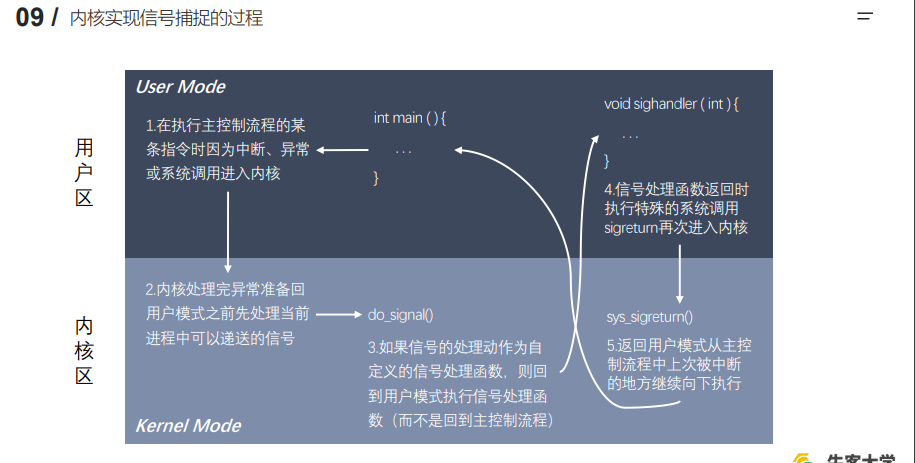 09 / 内核实现信号捕捉的过程
User Mode
用
户
区
1.在执行主控制流程的某
条指令时因为中断、异常
或系统调用进入内核
int main ( ) {
...
}
void sighandler ( int ) {
...
}
4.信号处理函数返回时
执行特殊的系统调用
sigreturn再次进入内核
内
核
区
2.内核处理完异常准备回
用户模式之前先处理当前
进程中可以递送的信号
do_signal()
3.如果信号的处理动作为自
定义的信号处理函数，则回
到用户模式执行信号处理函
数（而不是回到主控制流程）
sys_sigreturn()
5.返回用户模式从主控
制流程中上次被中断
的地方继续向下执行
Kernel Mode
牛客大学